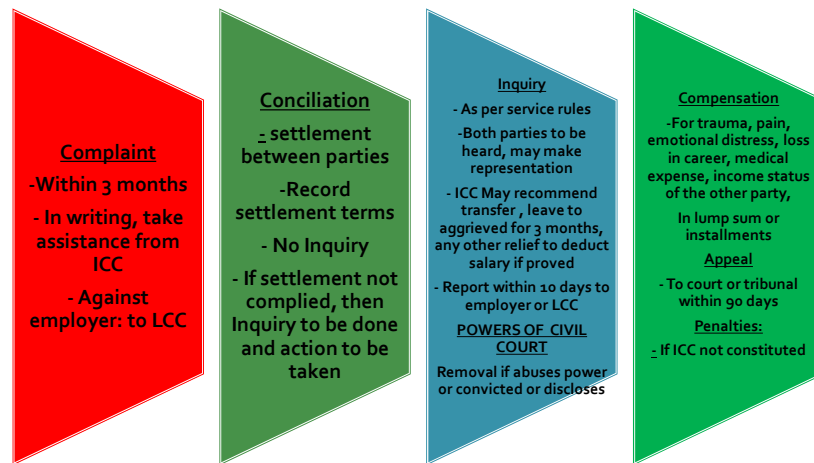 Complaint
-Within 3 months
- In writing, take
assistance from
ICC
- Against
employer: to LCC
Conciliation
- settlement
between parties
-Record
settlement terms
- No Inquiry
- If settlement not
complied, then
Inquiry to be done
and action to be
taken
Inquiry
- As per service rules
-Both parties to be
heard, may make
representation
- ICC May recommend
transfer , leave to
aggrieved for 3 months,
any other relief to deduct
salary if proved
- Report within 10 days to
employer or LCC
POWERS OF CIVIL
COURT
Removal if abuses power
or convicted or discloses
Compensation
-For trauma, pain,
emotional distress, loss
in career, medical
expense, income status
of the other party,
In lump sum or
installments
Appeal
- To court or tribunal
within 90 days
Penalties:
- If ICC not constituted